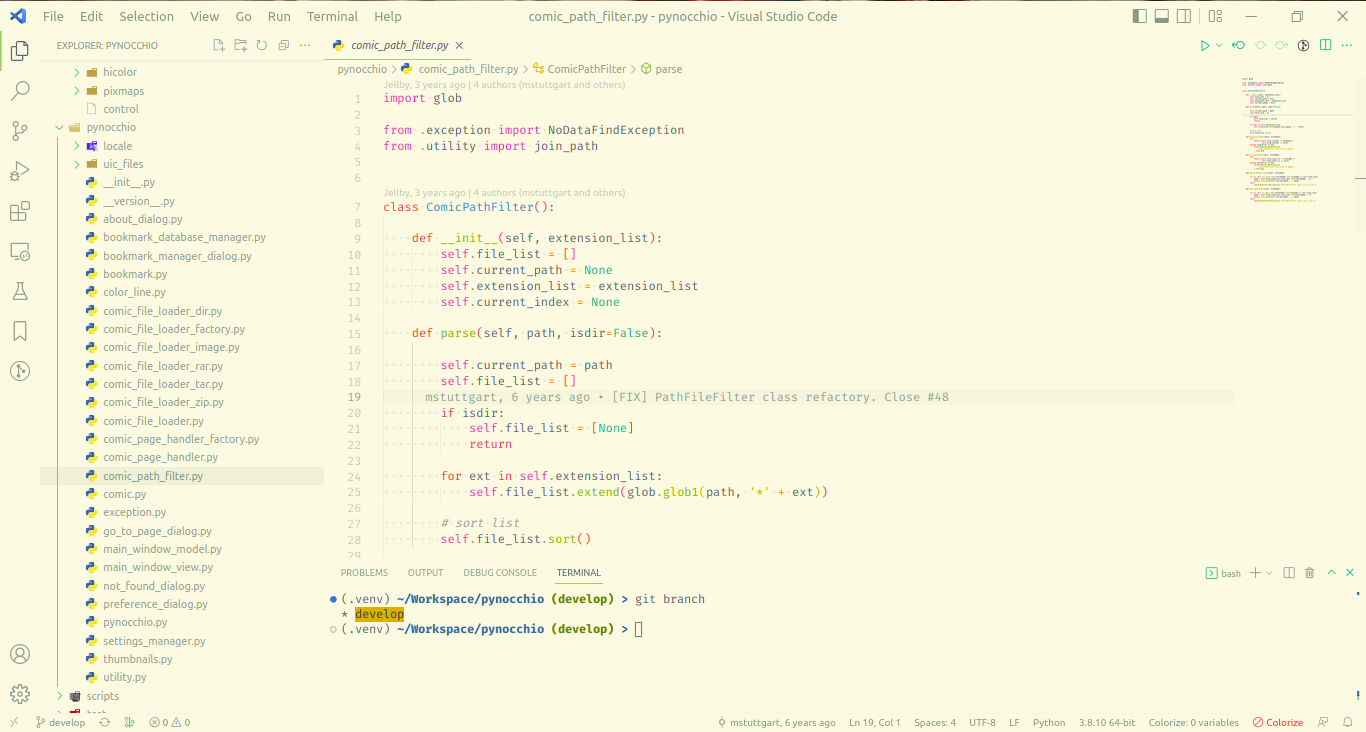 File Edit Selection View Go Run Terminal Help
comic_path_filter.py - pynocchio - Visual Studio Code
EXPLORER: PYNOCCHIO
hicolor
pixmaps
control
pynocchio
locale
uic_files
__init__.py
__version__.py
about_dialog.py
bookmark_database_manager.py
bookmark_manager_dialog.py
bookmark.py
color_line.py
comic_file_loader_dir.py
comic_file_loader_factory.py
comic_file_loader_image.py
comic_file_loader_rar.py
comic_file_loader_tar.py
comic_file_loader_zip.py
comic_file_loader.py
comic_page_handler_factory.py
comic_page_handler.py
comic_path_filter.py
comic.py
exception.py
go_to_page_dialog.py
main_window_model.py
main_window_view.py
not_found_dialog.py
preference_dialog.py
pynocchio.py
settings_manager.py
thumbnails.py
utility.py
scripts
comic_path_filter.py
pynocchio > comic_path_filter.py > ComicPathFilter > parse
Jellby, 3 years ago | 4 authors (mstuttgart and others)
1 import glob
2
3 from .exception import NoDataFindException
4 from .utility import join_path
5
6
Jellby, 3 years ago | 4 authors (mstuttgart and others)
7 class ComicPathFilter():
8
9 def __init__(self, extension_list):
10 self.file_list = []
11 self.current_path = None
12 self.extension_list = extension_list
13 self.current_index = None
14
15 def parse(self, path, isdir=False):
16
17 self.current_path = path
18 self.file_list = []
19 mstuttgart, 6 years ago • [FIX] PathFileFilter class refactory. Close #48
20 if isdir:
21 self.file_list = [None]
22 return
23
24 for ext in self.extension_list:
25 self.file_list.extend(glob.glob1(path, '*' + ext))
26
27 # sort list
28 self.file_list.sort()
29
PROBLEMS OUTPUT DEBUG CONSOLE TERMINAL
bash
(.venv) ~/Workspace/pynocchio (develop) > git branch
* develop
(.venv) ~/Workspace/pynocchio (develop) >
develop 0 0 mstuttgart, 6 years ago Ln 19, Col 1 Spaces: 4 UTF-8 LF Python 3.8.10 64-bit Colorize: 0 variables Colorize